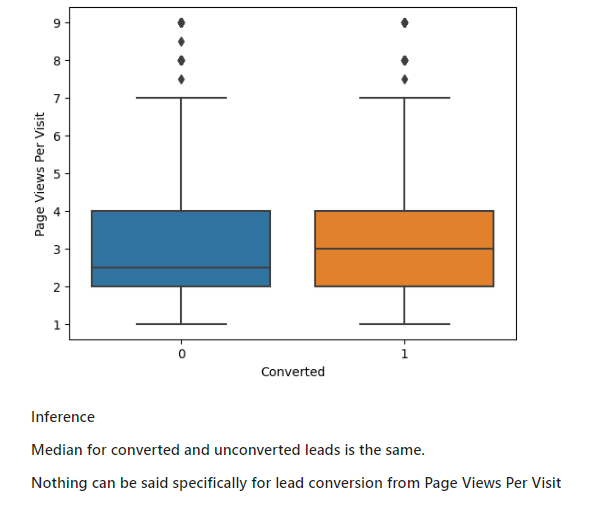 9
8
7
6
5
4
3
2
1
Page Views Per Visit
0 1
Converted
Inference
Median for converted and unconverted leads is the same.
Nothing can be said specifically for lead conversion from Page Views Per Visit